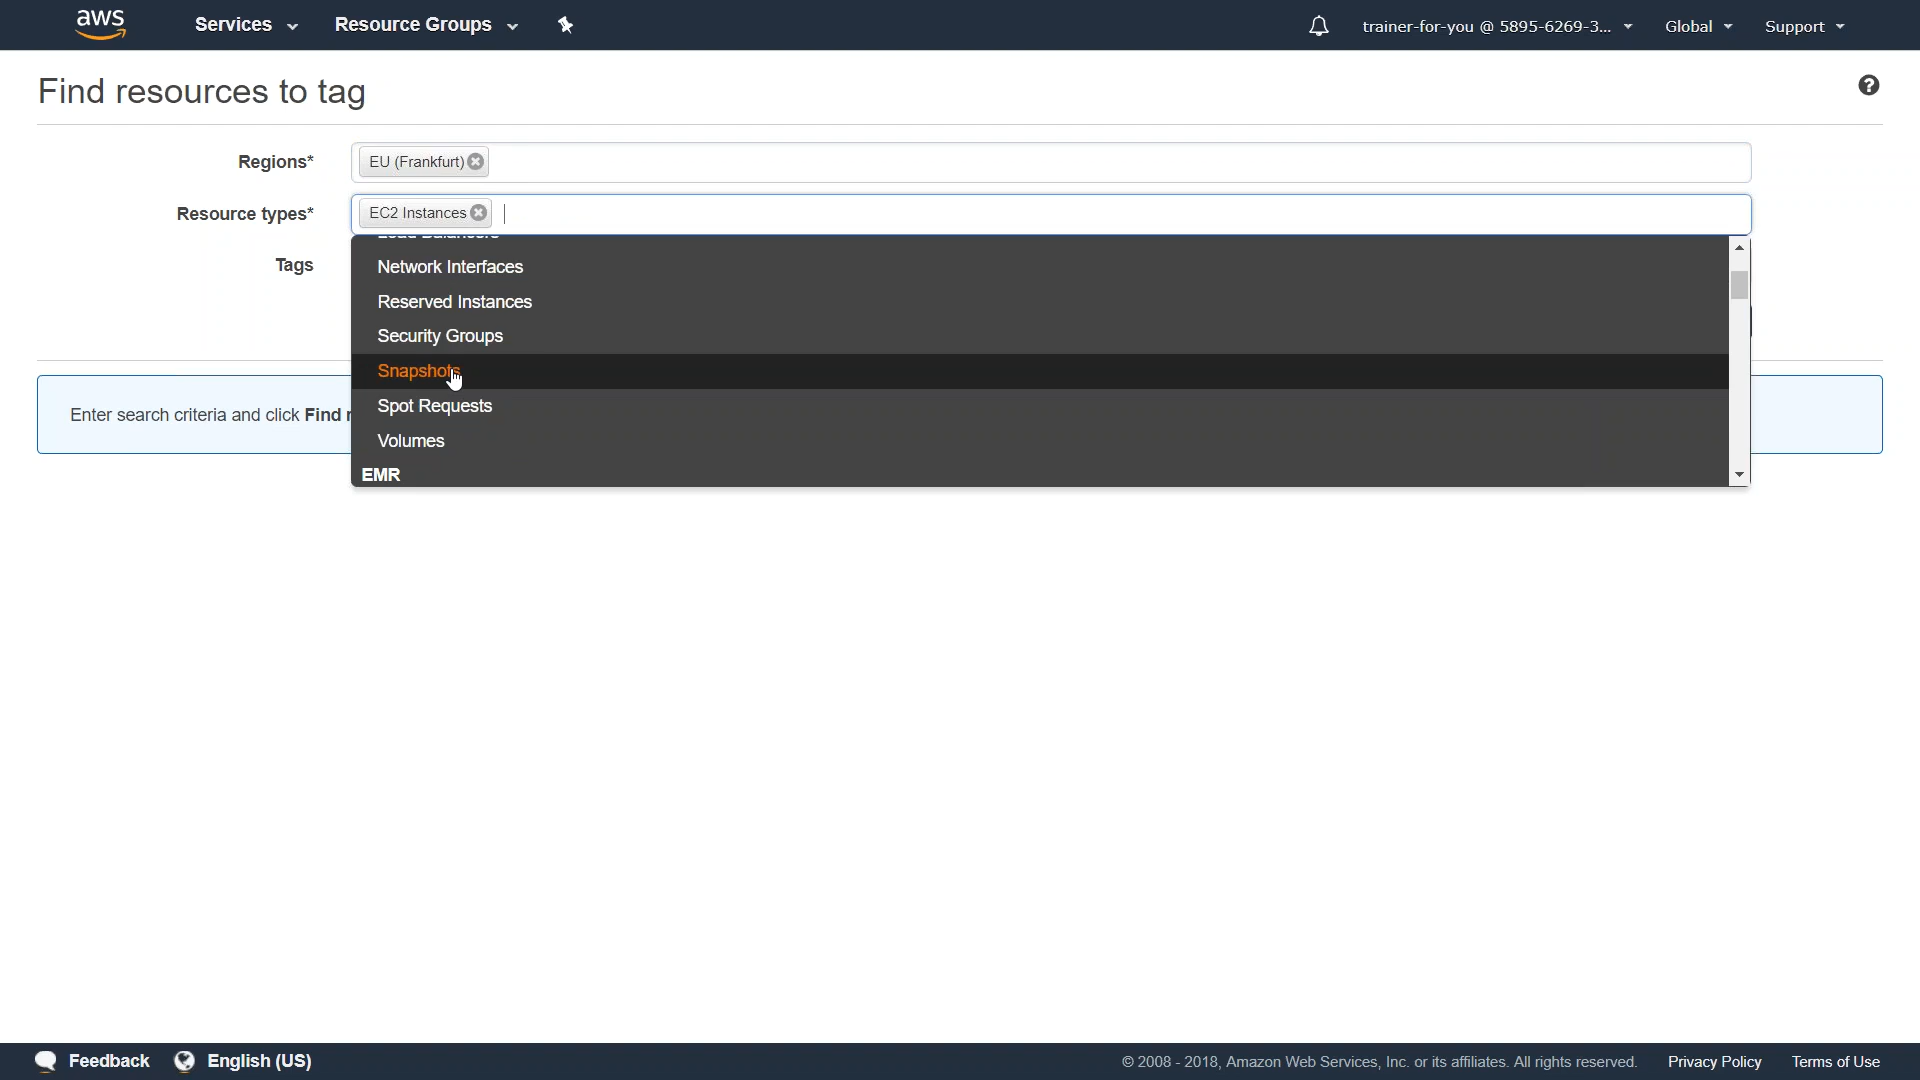 aws Services Resource Groups trainer-for-you @ 5895-6269-3... Global Support
Find resources to tag
Regions* EU (Frankfurt)
Resource types* EC2 Instances
Tags
Network Interfaces
Reserved Instances
Security Groups
Snapshots
Spot Requests
Volumes
EMR
Enter search criteria and click Find
Feedback English (US) © 2008 - 2018, Amazon Web Services, Inc. or its affiliates. All rights reserved. Privacy Policy Terms of Use